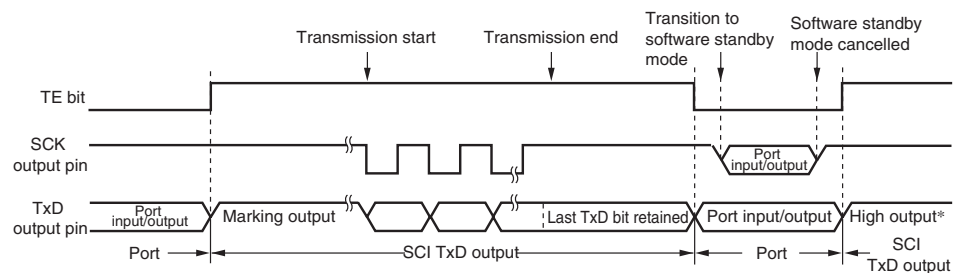 Transmission start
Transmission end
Transition to
software standby
mode
Software standby
mode cancelled
TE bit
SCK
output pin
Port
input/output
TxD
output pin
Port
input/output
Marking output
Last TxD bit retained
Port input/output
High output*
Port
SCI TxD output
Port
SCI
TxD output